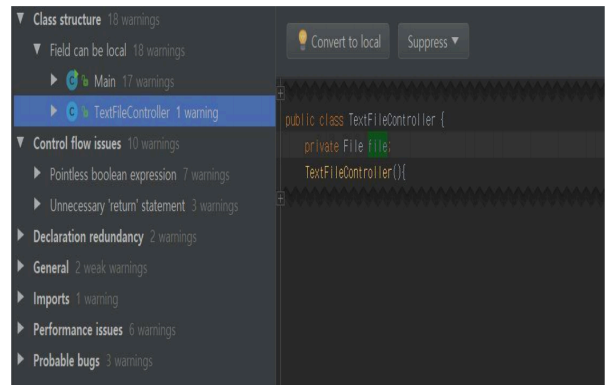 Class structure 18 warnings
Field can be local 18 warnings
Main 17 warnings
TextFileController 1 warning
Control flow issues 10 warnings
Pointless boolean expression 7 warnings
Unnecessary 'return' statement 3 warnings
Declaration redundancy 2 warnings
General 2 weak warnings
Imports 1 warning
Performance issues 6 warnings
Probable bugs 3 warnings
Convert to local Suppress
public class TextFileController {
private File file;
TextFileController(){